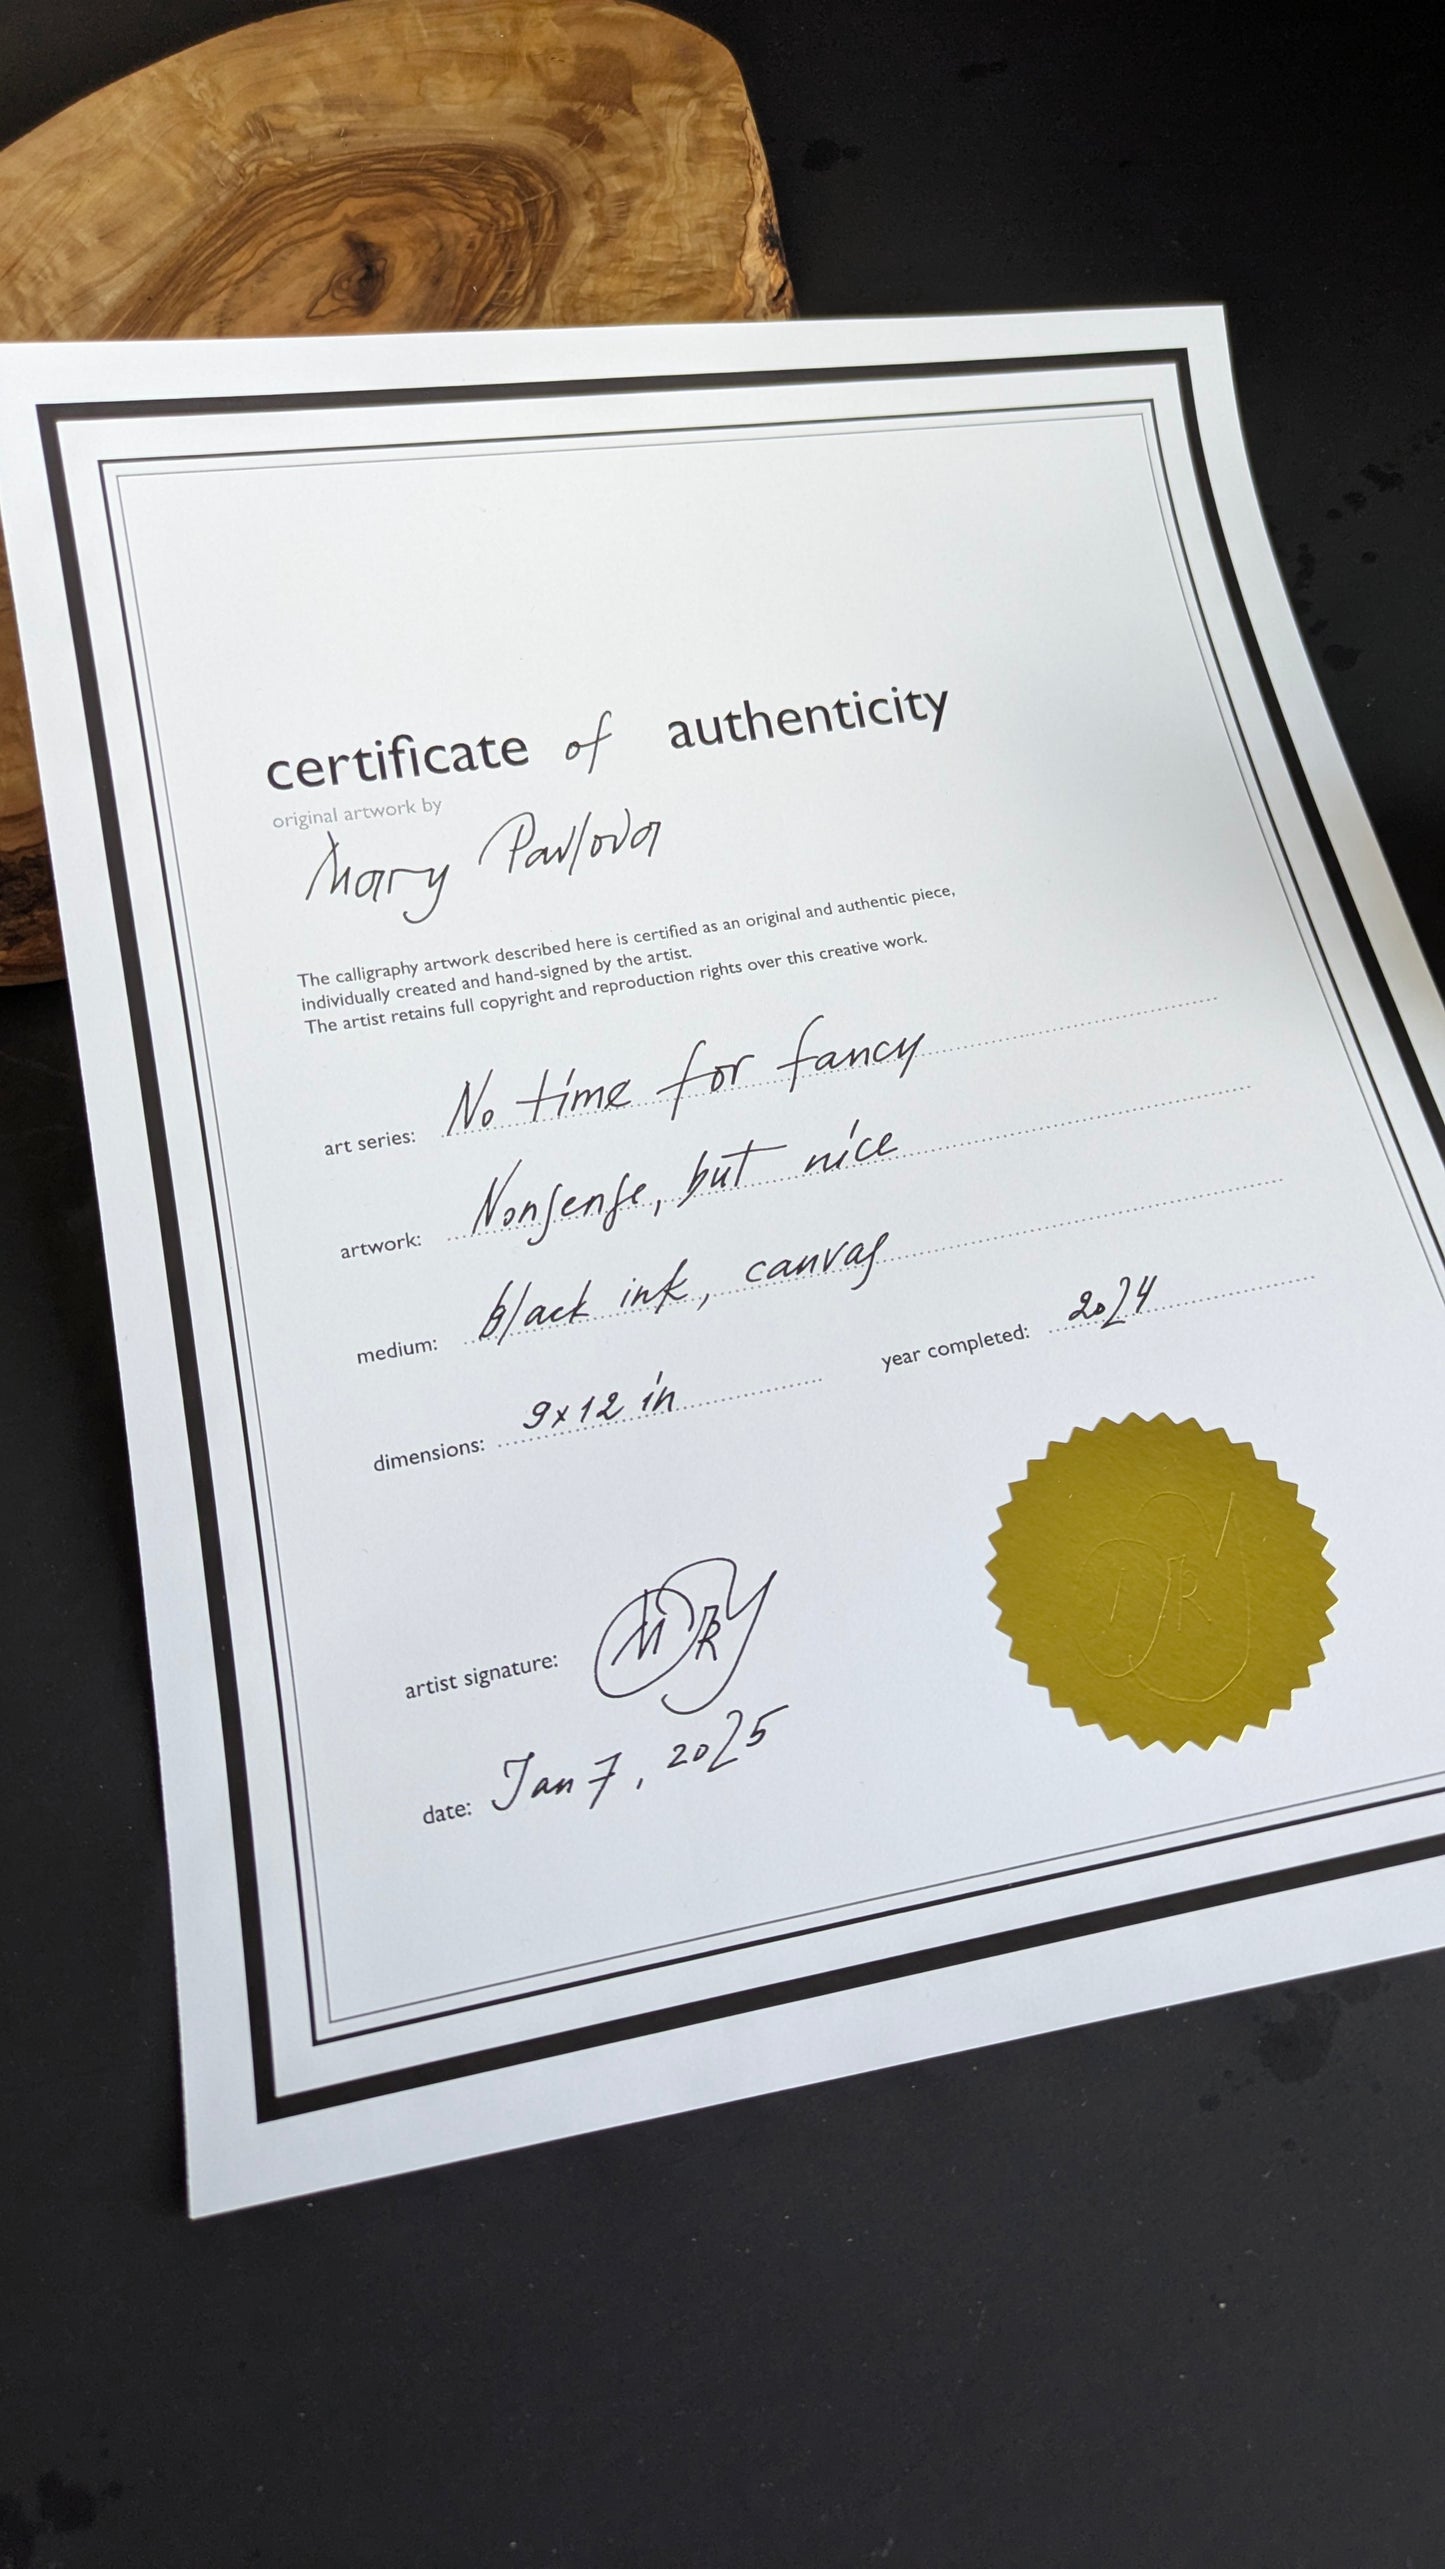 certificate of authenticity
original artwork by
Mary Pavlova
The calligraphy artwork described here is certified as an original and authentic piece,
individually created and hand-signed by the artist.
The artist retains full copyright and reproduction rights over this creative work.
art series: No time for fancy
artwork: Nonsense, but nice
medium: black ink, canvas
dimensions: 9x12 in year completed: 2024
artist signature: MRY
date: Jan 7, 2025